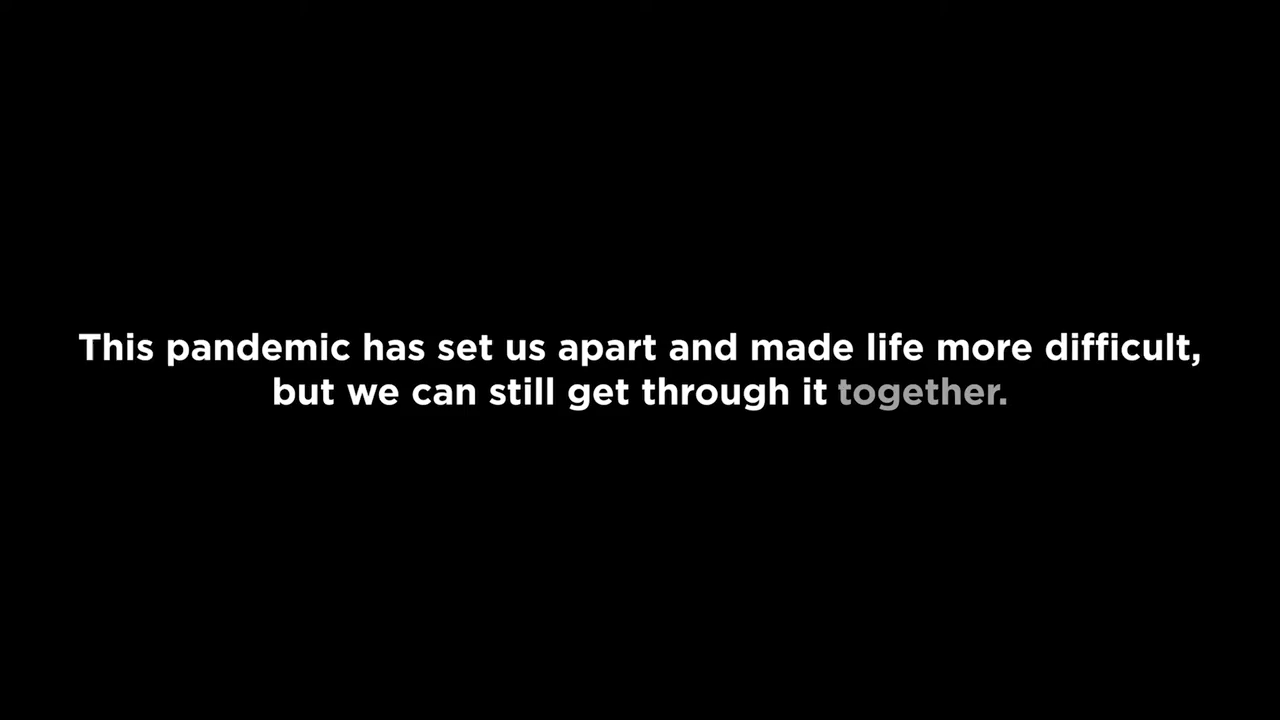 This pandemic has set us apart and made life more difficult,
but we can still get through it together.